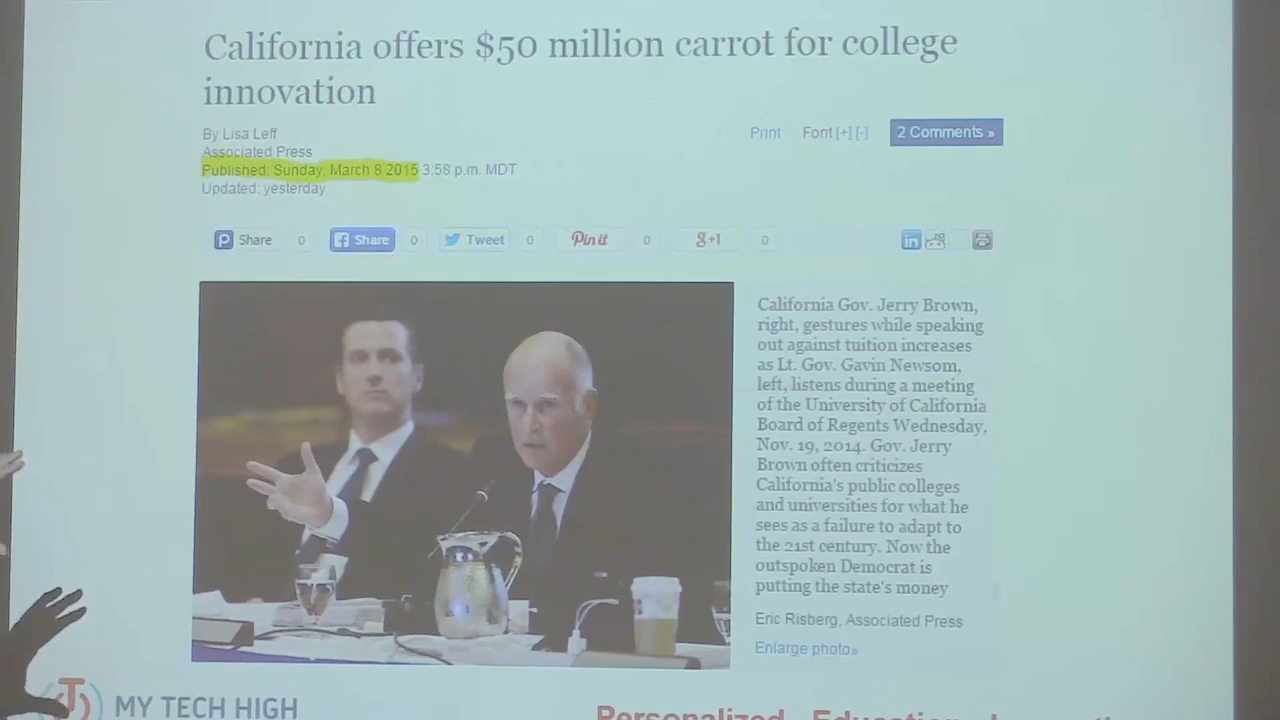 California offers $50 million carrot for college
innovation
By Lisa Leff
Associated Press
Published: Sunday, March 8 2015 3:58 p.m. MDT
Updated: yesterday
Print Font [+] [-] 2 Comments »
Share 0 Share 0 Tweet 0 Pin it 0 g+1 0 in
California Gov. Jerry Brown,
right, gestures while speaking
out against tuition increases
as Lt. Gov. Gavin Newsom,
left, listens during a meeting
of the University of California
Board of Regents Wednesday,
Nov. 19, 2014. Gov. Jerry
Brown often criticizes
California's public colleges
and universities for what he
sees as a failure to adapt to
the 21st century. Now the
outspoken Democrat is
putting the state's money
Eric Risberg, Associated Press
Enlarge photo»
MY TECH HIGH
Personalized Education